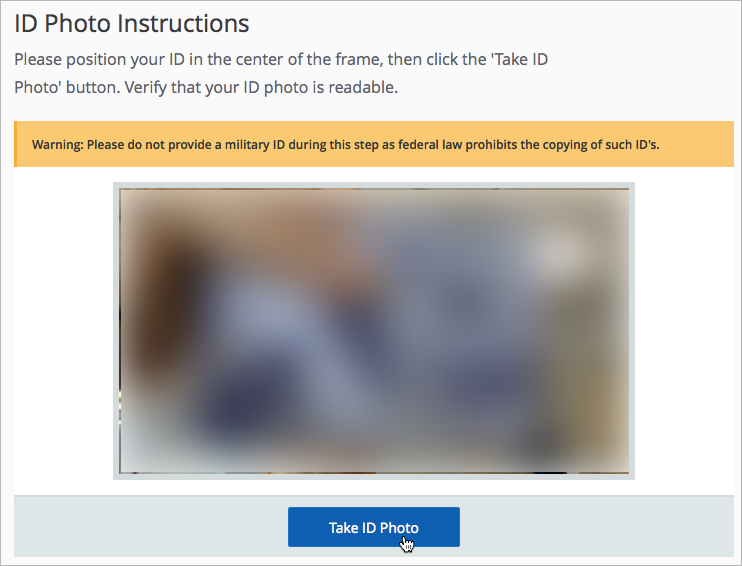 ID Photo Instructions
Please position your ID in the center of the frame, then click the 'Take ID
Photo' button. Verify that your ID photo is readable.
Warning: Please do not provide a military ID during this step as federal law prohibits the copying of such ID's.
Take ID Photo